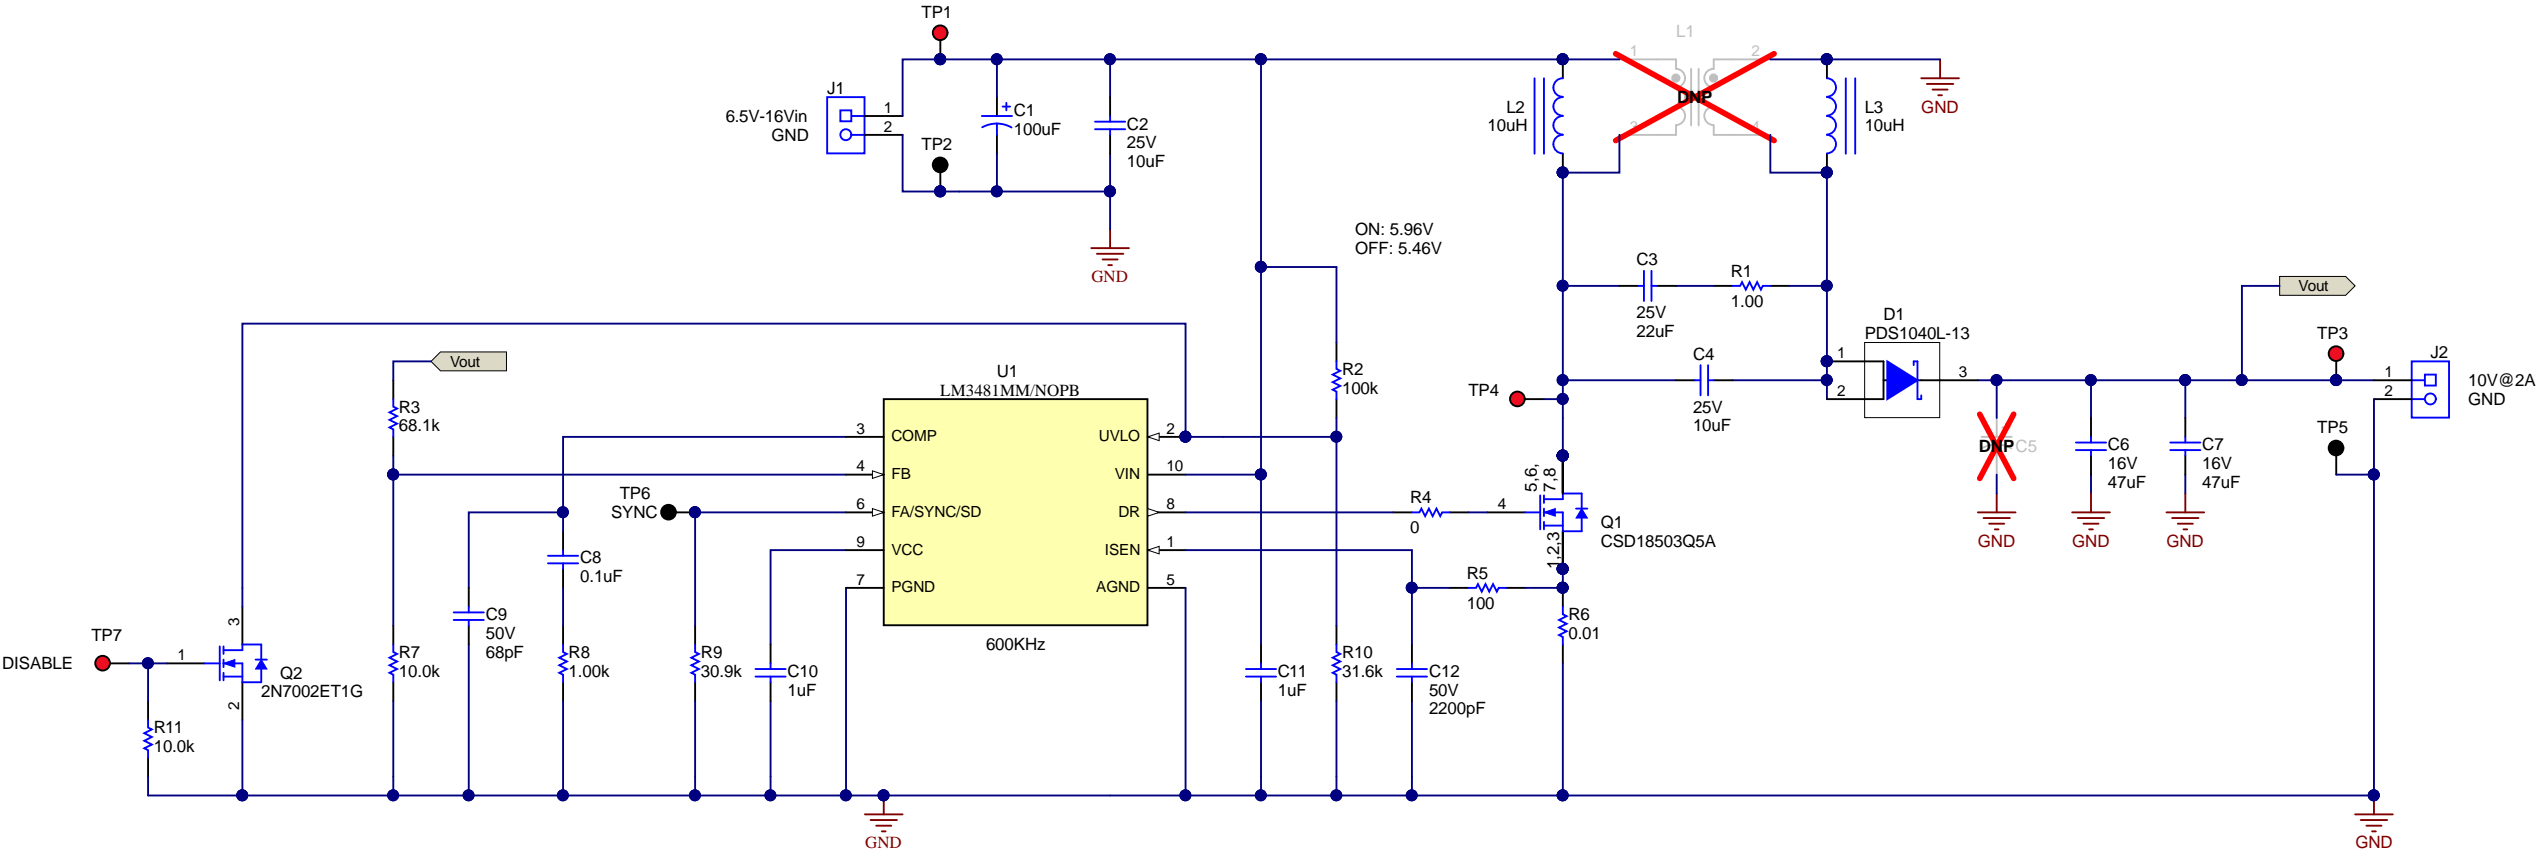 TP1
L1
1
2
DNP
3
4
L2
10uH
L3
10uH
GND
J1
6.5V-16Vin
GND
1
2
TP2
+
C1
100uF
C2
25V
10uF
GND
ON: 5.96V
OFF: 5.46V
C3
25V
22uF
R1
1.00
Vout
D1
PDS1040L-13
1
2
3
TP3
J2
1
2
10V@2A
GND
TP5
C4
25V
10uF
TP4
Vout
R3
68.1k
U1
LM3481MM/NOPB
R2
100k
3
COMP
UVLO
2
4
FB
VIN
10
6
FA/SYNC/SD
DR
8
9
VCC
ISEN
1
7
PGND
AGND
5
600KHz
TP6
SYNC
R4
0
4
5,6,
7,8
1,2,3
Q1
CSD18503Q5A
DNP
C5
GND
C6
16V
47uF
GND
C7
16V
47uF
GND
R5
100
R6
0.01
C8
0.1uF
C9
50V
68pF
TP7
DISABLE
1
3
2
Q2
2N7002ET1G
R7
10.0k
R8
1.00k
R9
30.9k
C10
1uF
C11
1uF
R10
31.6k
C12
50V
2200pF
R11
10.0k
GND
GND